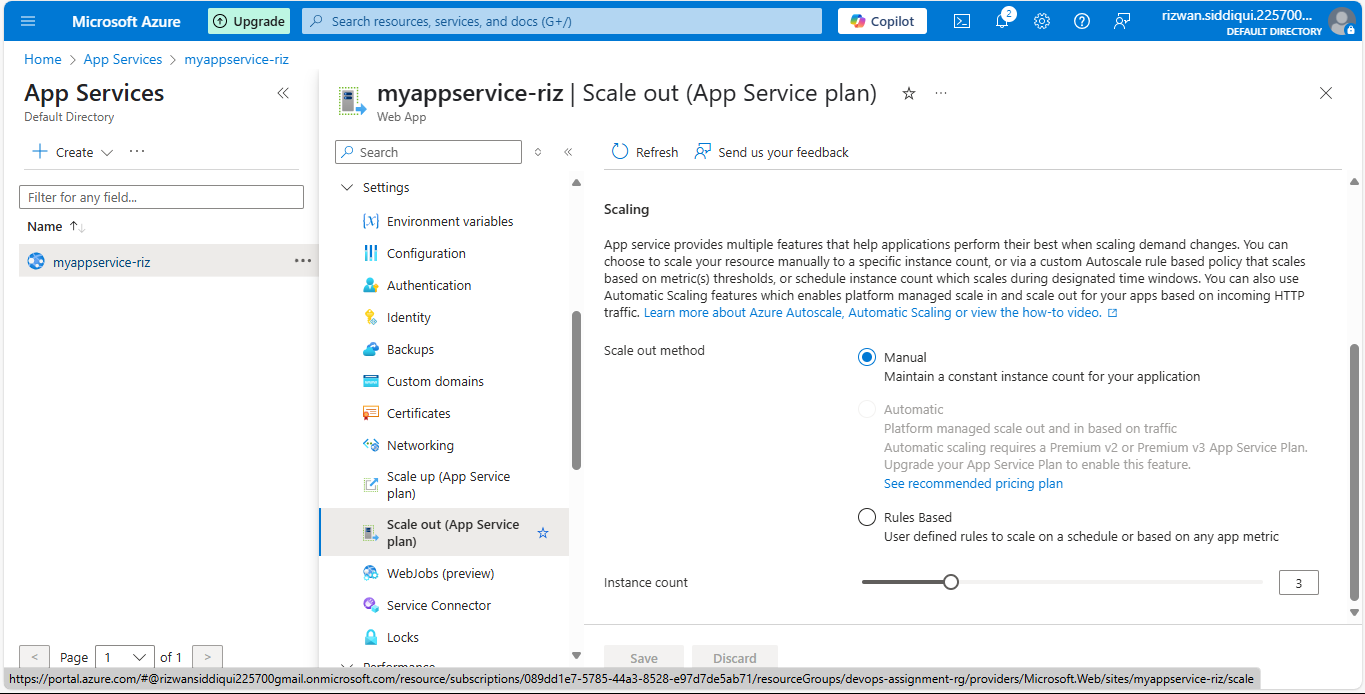 Microsoft Azure
Upgrade
Search resources, services, and docs (G+/)
Copilot
2
rizwan.siddiqui.225700...
DEFAULT DIRECTORY
Home > App Services > myappservice-riz
App Services
Default Directory
Create
Filter for any field...
Name
myappservice-riz
< Page 1 of 1 >
myappservice-riz | Scale out (App Service plan)
Web App
Search
Settings
Environment variables
Configuration
Authentication
Identity
Backups
Custom domains
Certificates
Networking
Scale up (App Service
plan)
Scale out (App Service
plan)
WebJobs (preview)
Service Connector
Locks
Performance
Refresh
Send us your feedback
Scaling
App service provides multiple features that help applications perform their best when scaling demand changes. You can
choose to scale your resource manually to a specific instance count, or via a custom Autoscale rule based policy that scales
based on metric(s) thresholds, or schedule instance count which scales during designated time windows. You can also use
Automatic Scaling features which enables platform managed scale in and scale out for your apps based on incoming HTTP
traffic. Learn more about Azure Autoscale, Automatic Scaling or view the how-to video.
Scale out method
Manual
Maintain a constant instance count for your application
Automatic
Platform managed scale out and in based on traffic
Automatic scaling requires a Premium v2 or Premium v3 App Service Plan.
Upgrade your App Service Plan to enable this feature.
See recommended pricing plan
Rules Based
User defined rules to scale on a schedule or based on any app metric
Instance count
3
Save
Discard
https://portal.azure.com/#@rizwansiddiqui225700gmail.onmicrosoft.com/resource/subscriptions/089dd1e7-5785-44a3-8528-e97d7de5ab71/resourceGroups/devops-assignment-rg/providers/Microsoft.Web/sites/myappservice-riz/scale